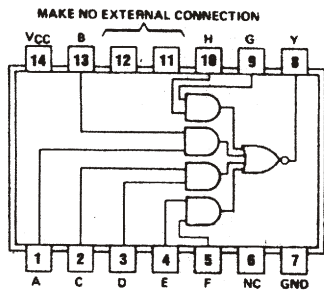 MAKE NO EXTERNAL CONNECTION
VCC B H G Y
14 13 12 11 10 9 8
1 2 3 4 5 6 7
A C D E F NC GND